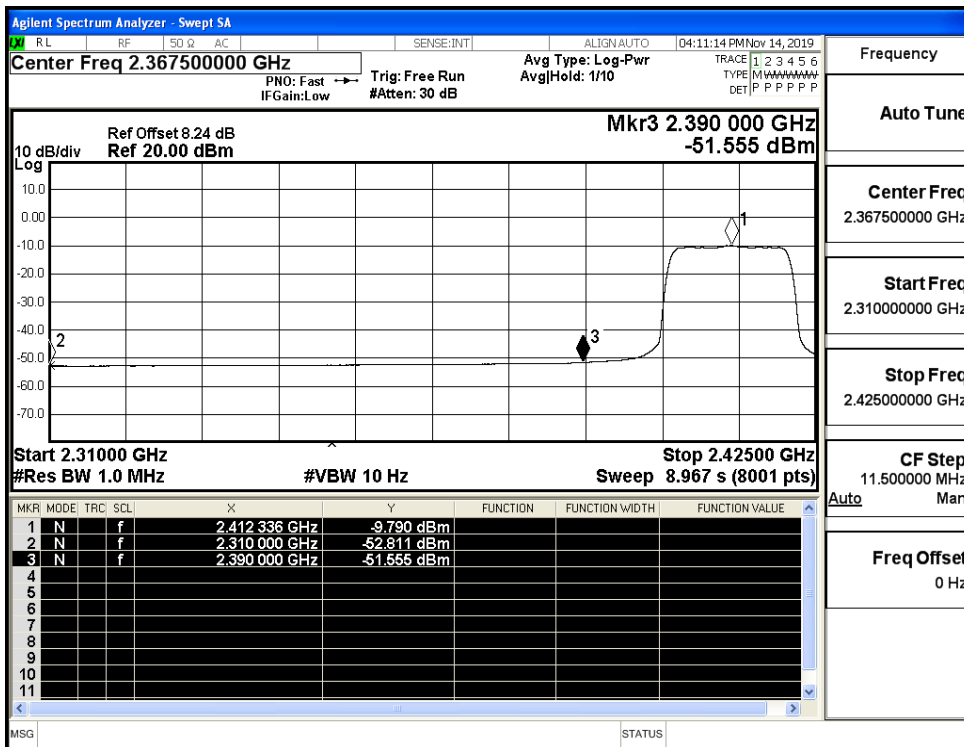 Agilent Spectrum Analyzer - Swept SA
LXI RL RF 50 Ω AC SENSE:INT ALIGN AUTO 04:11:14 PM Nov 14, 2019
Center Freq 2.367500000 GHz
PNO: Fast
IFGain:Low
Trig: Free Run
#Atten: 30 dB
Avg Type: Log-Pwr
Avg|Hold: 1/10
TRACE 1 2 3 4 5 6
TYPE M WWWWW
DET P P P P P P
Ref Offset 8.24 dB
10 dB/div Ref 20.00 dBm
Log
Mkr3 2.390 000 GHz
-51.555 dBm
10.0
0.00
-10.0
-20.0
-30.0
-40.0
-50.0
-60.0
-70.0
1
2
3
Start 2.31000 GHz Stop 2.42500 GHz
#Res BW 1.0 MHz #VBW 10 Hz Sweep 8.967 s (8001 pts)
MKR MODE TRC SCL X Y FUNCTION FUNCTION WIDTH FUNCTION VALUE
1 N f 2.412 336 GHz -9.790 dBm
2 N f 2.310 000 GHz -52.811 dBm
3 N f 2.390 000 GHz -51.555 dBm
4
5
6
7
8
9
10
11
MSG STATUS
Frequency
Auto Tune
Center Freq
2.367500000 GHz
Start Freq
2.310000000 GHz
Stop Freq
2.425000000 GHz
CF Step
11.500000 MHz
Auto Man
Freq Offset
0 Hz